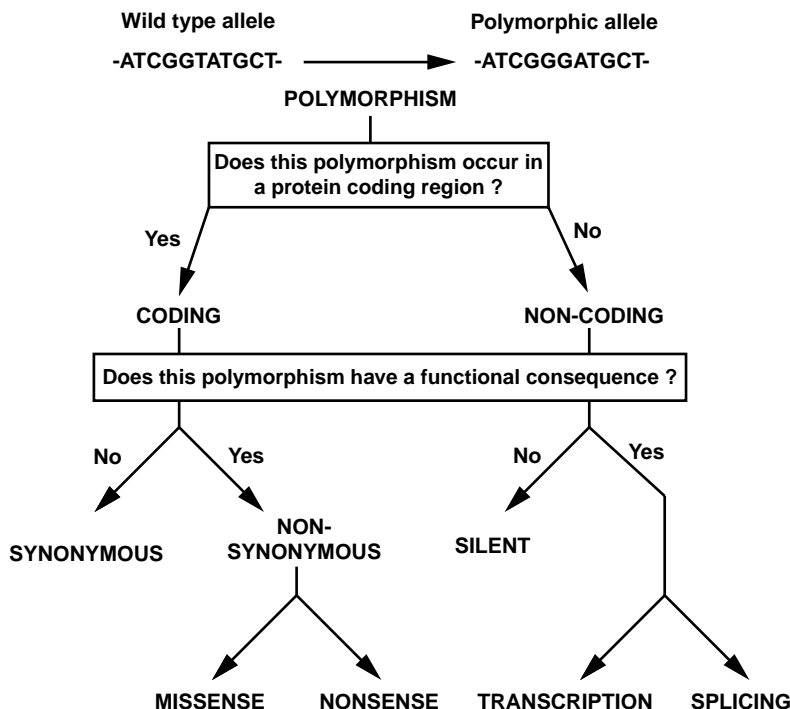 Wild type allele
Polymorphic allele
-ATCGGTATGCT-
-ATCGGGATGCT-
POLYMORPHISM
Does this polymorphism occur in
a protein coding region ?
Yes
No
CODING
NON-CODING
Does this polymorphism have a functional consequence ?
No
Yes
No
Yes
SYNONYMOUS
NON-
SYNONYMOUS
SILENT
MISSENSE
NONSENSE
TRANSCRIPTION
SPLICING